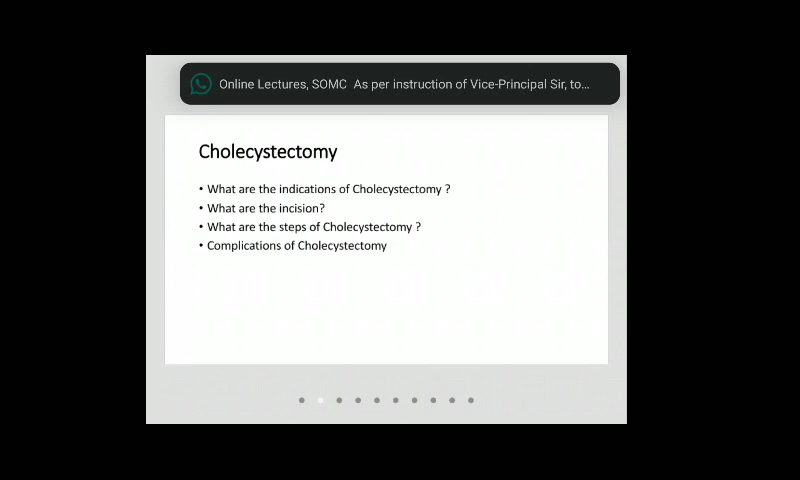 Online Lectures, SOMC As per instruction of Vice-Principal Sir, to...
Cholecystectomy
• What are the indications of Cholecystectomy ?
• What are the incision?
• What are the steps of Cholecystectomy ?
• Complications of Cholecystectomy